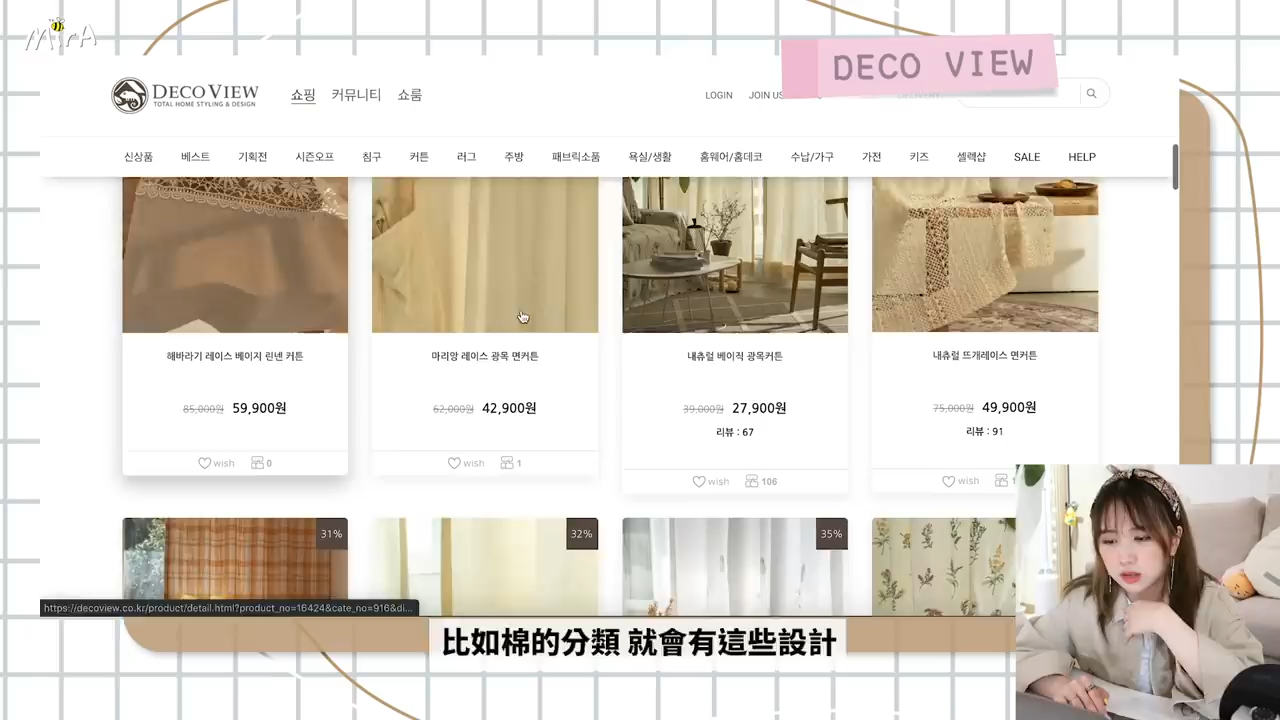 MirA
DECO VIEW
DECOVIEW
TOTAL HOME STYLING & DESIGN
쇼핑 커뮤니티 쇼룸
LOGIN JOIN US
DELIVERY
신상품 베스트 기획전 시즌오프 침구 커튼 러그 주방 패브릭소품 욕실/생활 홈웨어/홈데코 수납/가구 가전 키즈 셀렉샵 SALE HELP
해바라기 레이스 베이지 린넨 커튼
85,000원 59,900원
wish 0
마리앙 레이스 광목 면커튼
62,000원 42,900원
wish 1
내츄럴 베이직 광목커튼
39,000원 27,900원
리뷰 : 67
wish 106
내츄럴 뜨개레이스 면커튼
75,000원 49,900원
리뷰 : 91
wish
31%
32%
35%
https://decoview.co.kr/product/detail.html?product_no=16424&cate_no=916&di...
比如棉的分類 就會有這些設計